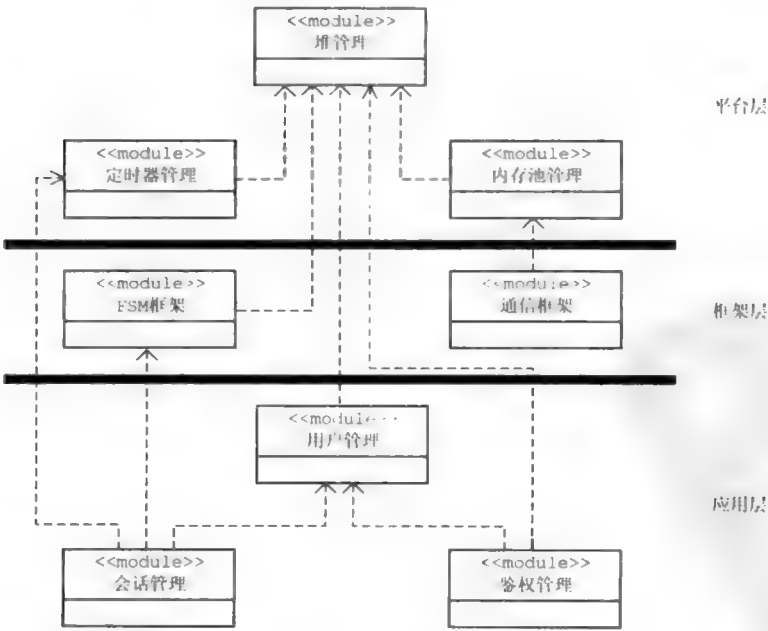 <<module>>
堆管理
平台层
<<module>>
定时器管理
<<module>>
内存池管理
<<module>>
FSM框架
<<module>>
通信框架
框架层
<<module>>
用户管理
应用层
<<module>>
会话管理
<<module>>
鉴权管理